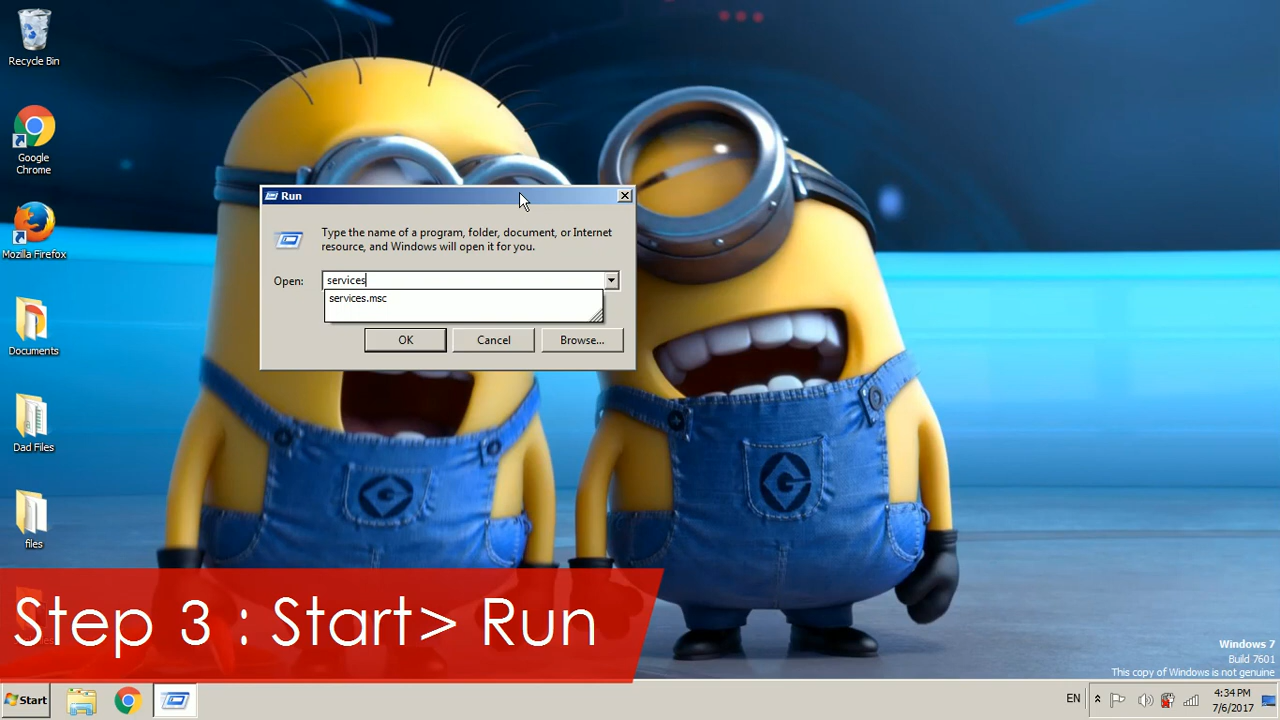 Recycle Bin
Google
Chrome
Mozilla Firefox
Documents
Dad Files
files
Run
Type the name of a program, folder, document, or Internet
resource, and Windows will open it for you.
Open:
services
services.msc
OK
Cancel
Browse...
Step 3 : Start> Run
Windows 7
Build 7601
This copy of Windows is not genuine
Start
EN
4:34 PM
7/6/2017